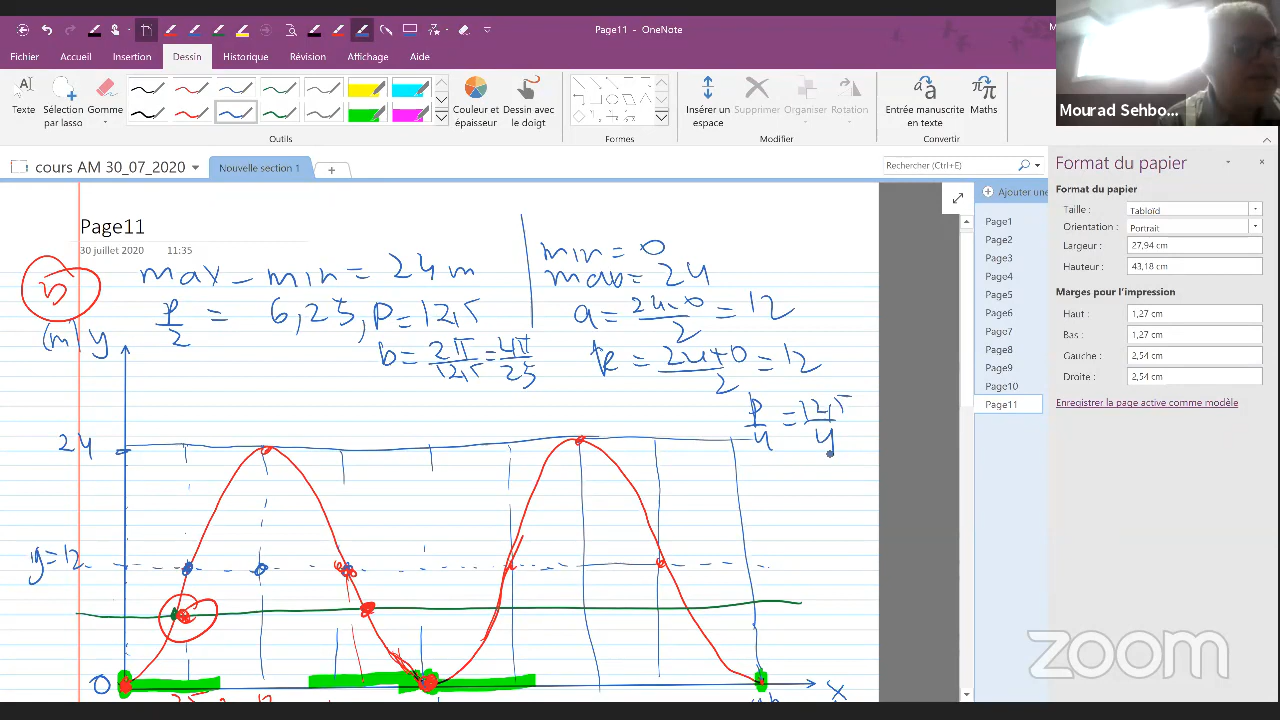 Page11 - OneNote
Fichier Accueil Insertion Dessin Historique Révision Affichage Aide
Texte Sélection par lasso Gomme
Couleur et épaisseur Dessin avec le doigt
Insérer un espace Supprimer Organiser Rotation
Entrée manuscrite en texte Maths
Outils Formes Modifier Convertir
Mourad Sehbo...
cours AM 30_07_2020 Nouvelle section 1 +
Rechercher (Ctrl+E)
Ajouter une
Page1
Page2
Page3
Page4
Page5
Page6
Page7
Page8
Page9
Page10
Page11
Format du papier
Format du papier
Taille : Tabloïd
Orientation : Portrait
Largeur : 27,94 cm
Hauteur : 43,18 cm
Marges pour l'impression
Haut : 1,27 cm
Bas : 1,27 cm
Gauche : 2,54 cm
Droite : 2,54 cm
Enregistrer la page active comme modèle
Page11
30 juillet 2020 11:35
max - min = 24 m
P/2 = 6,25, P = 12,5
b = 2π/12,5 = 4π/25
min = 0
max = 24
a = 24-0/2 = 12
k = 24+0/2 = 12
P/4 = 12,5/4
(m) y
24
y=12
0
x
zoom